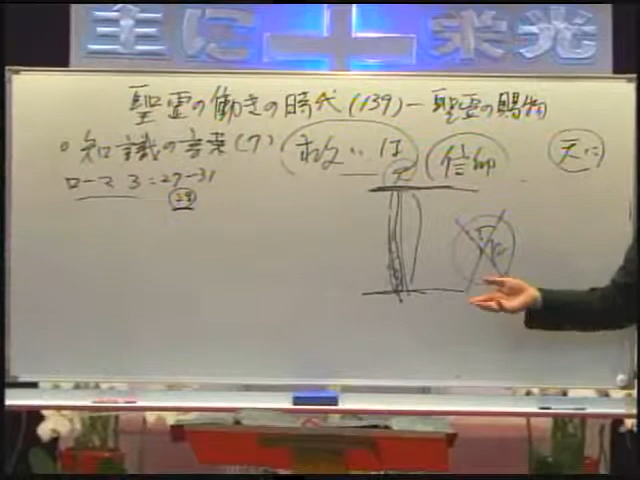 主に十栄光
聖霊の働きの時代(139)ー聖霊の賜物
○知識の言葉(7) 救いは 信仰 天に
ローマ 3:27-31
28
天